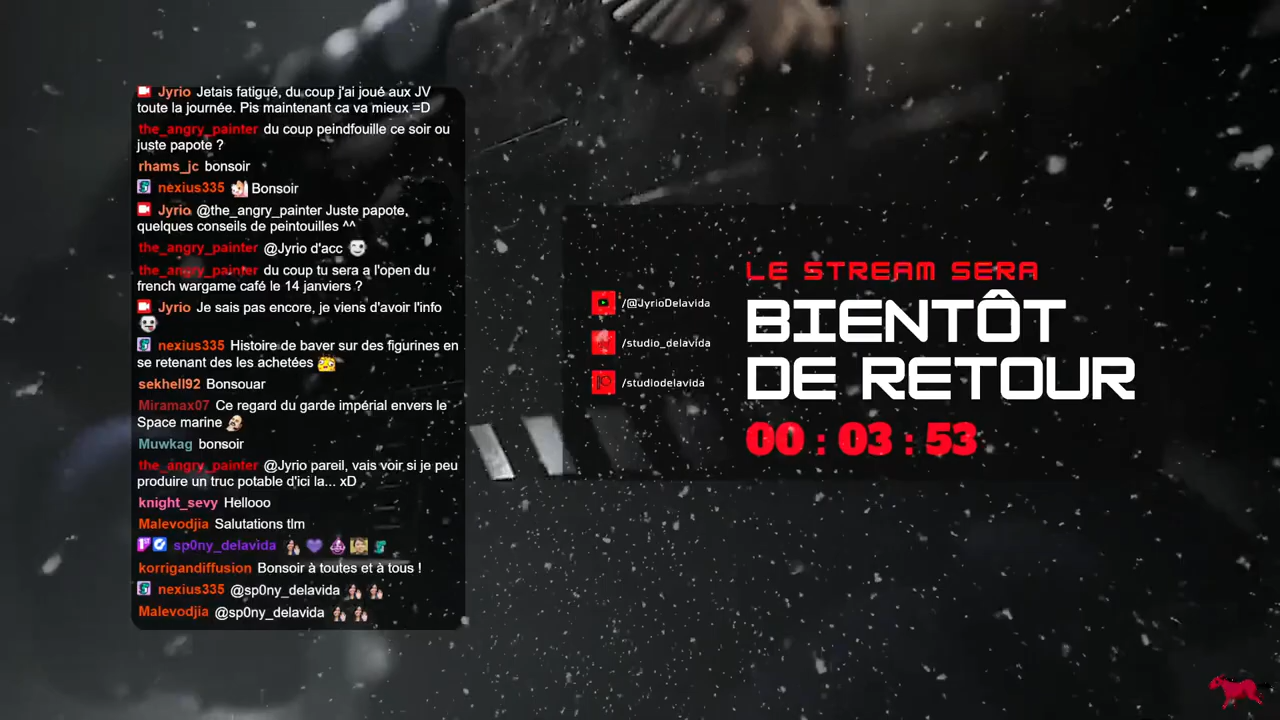 Jyrio Jetais fatigué, du coup j'ai joué aux JV
toute la journée. Pis maintenant ca va mieux =D
the_angry_painter du coup peindfouille ce soir ou
juste papote ?
rhams_jc bonsoir
nexius335 Bonsoir
Jyrio @the_angry_painter Juste papote,
quelques conseils de peintouilles ^^
the_angry_painter @Jyrio d'acc
the_angry_painter du coup tu sera a l'open du
french wargame café le 14 janviers ?
Jyrio Je sais pas encore, je viens d'avoir l'info
nexius335 Histoire de baver sur des figurines en
se retenant des les achetées
sekhell92 Bonsouar
Miramax07 Ce regard du garde impérial envers le
Space marine
Muwkag bonsoir
the_angry_painter @Jyrio pareil, vais voir si je peu
produire un truc potable d'ici la... xD
knight_sevy Hellooo
Malevodjia Salutations tlm
sp0ny_delavida
korrigandiffusion Bonsoir à toutes et à tous !
nexius335 @sp0ny_delavida
Malevodjia @sp0ny_delavida
/@JyrioDelavida
/studio_delavida
/studiodelavida
LE STREAM SERA
BIENTÔT
DE RETOUR
00 : 03 : 53